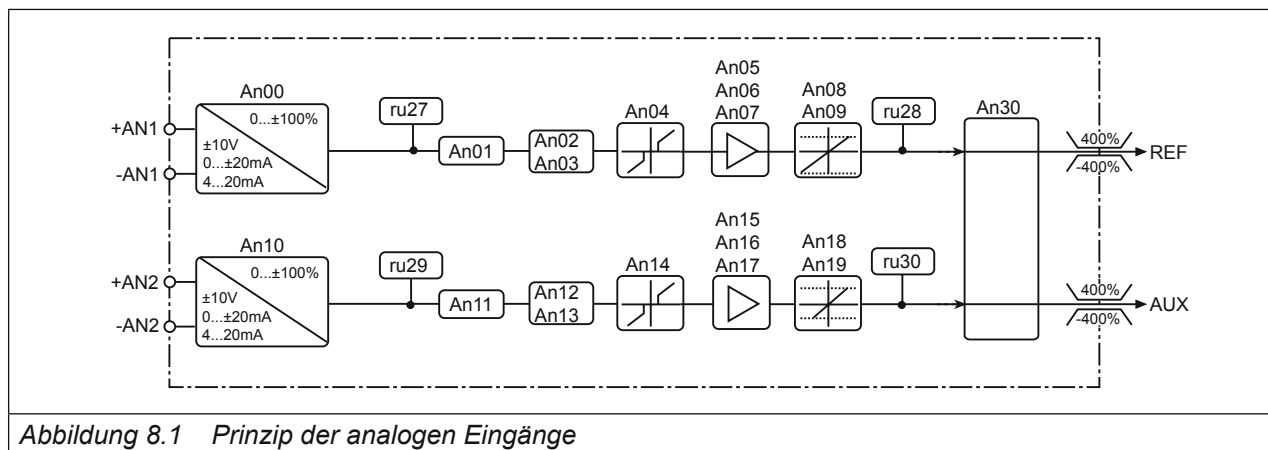 An00
0...±100%
±10V
0...±20mA
4...20mA
+AN1
-AN1
ru27
An01
An02
An03
An04
An05
An06
An07
An08
An09
ru28
An30
400%
-400%
REF
An10
0...±100%
±10V
0...±20mA
4...20mA
+AN2
-AN2
ru29
An11
An12
An13
An14
An15
An16
An17
An18
An19
ru30
400%
-400%
AUX
Abbildung 8.1 Prinzip der analogen Eingänge